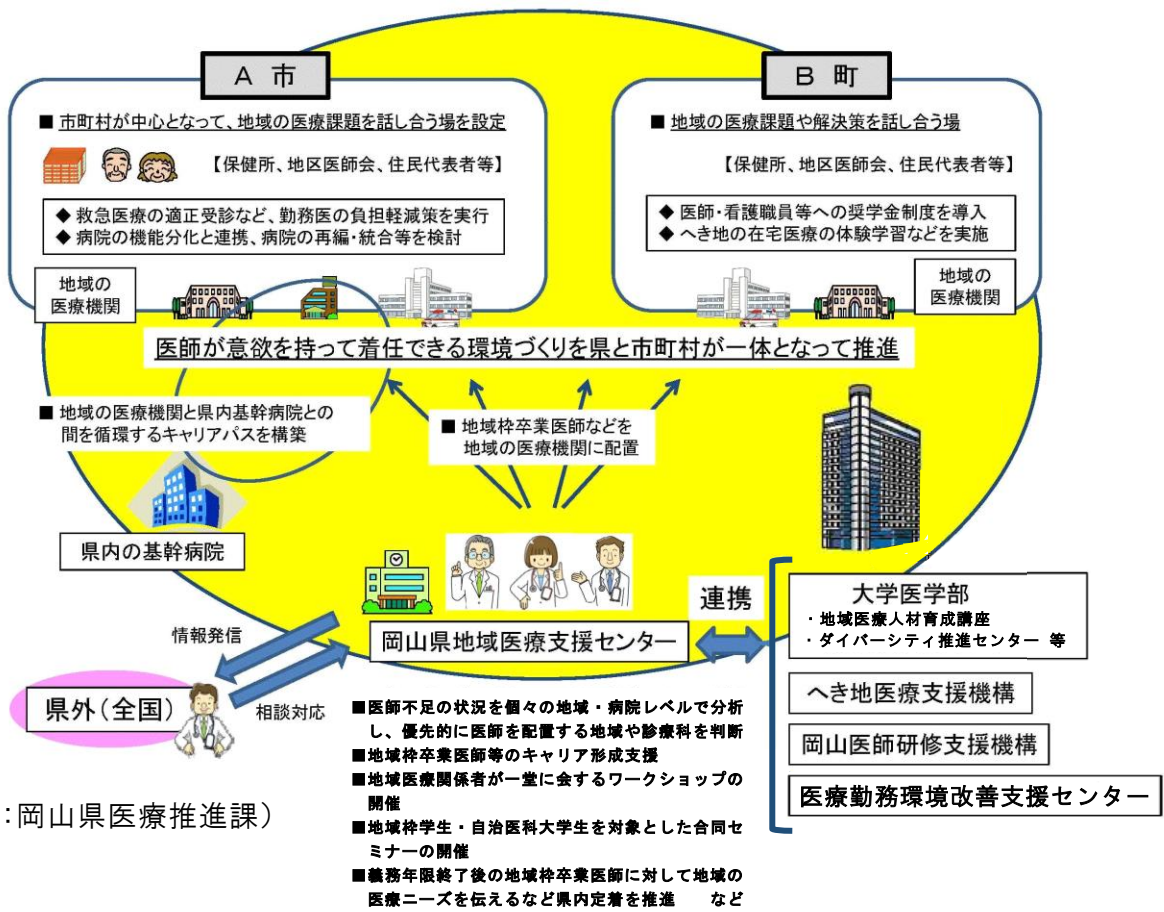 A 市
■ 市町村が中心となって、地域の医療課題を話し合う場を設定
【保健所、地区医師会、住民代表者等】
◆ 救急医療の適正受診など、勤務医の負担軽減策を実行
◆ 病院の機能分化と連携、病院の再編・統合等を検討
地域の
医療機関
B 町
■ 地域の医療課題や解決策を話し合う場
【保健所、地区医師会、住民代表者等】
◆ 医師・看護職員等への奨学金制度を導入
◆ へき地の在宅医療の体験学習などを実施
地域の
医療機関
医師が意欲を持って着任できる環境づくりを県と市町村が一体となって推進
■ 地域の医療機関と県内基幹病院との
間を循環するキャリアパスを構築
■ 地域枠卒業医師などを
地域の医療機関に配置
県内の基幹病院
岡山県地域医療支援センター
連携
大学医学部
・地域医療人材育成講座
・ダイバーシティ推進センター 等
へき地医療支援機構
岡山医師研修支援機構
医療勤務環境改善支援センター
情報発信
県外(全国)
相談対応
■医師不足の状況を個々の地域・病院レベルで分析
し、優先的に医師を配置する地域や診療科を判断
■地域枠卒業医師等のキャリア形成支援
■地域医療関係者が一堂に会するワークショップの
開催
■地域枠学生・自治医科大学生を対象とした合同セ
ミナーの開催
■義務年限終了後の地域枠卒業医師に対して地域の
医療ニーズを伝えるなど県内定着を推進 など
:岡山県医療推進課)